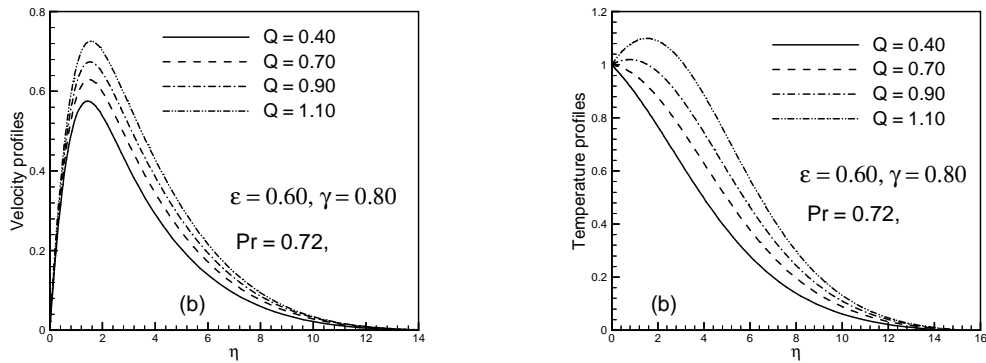 0.8
0.6
0.4
0.2
0
0
2
4
6
8
10
12
14
Velocity profiles
η
Q = 0.40
Q = 0.70
Q = 0.90
Q = 1.10
ε = 0.60, γ = 0.80
Pr = 0.72,
(b)
1.2
1
0.8
0.6
0.4
0.2
0
0
2
4
6
8
10
12
14
16
Temperature profiles
η
Q = 0.40
Q = 0.70
Q = 0.90
Q = 1.10
ε = 0.60, γ = 0.80
Pr = 0.72,
(b)